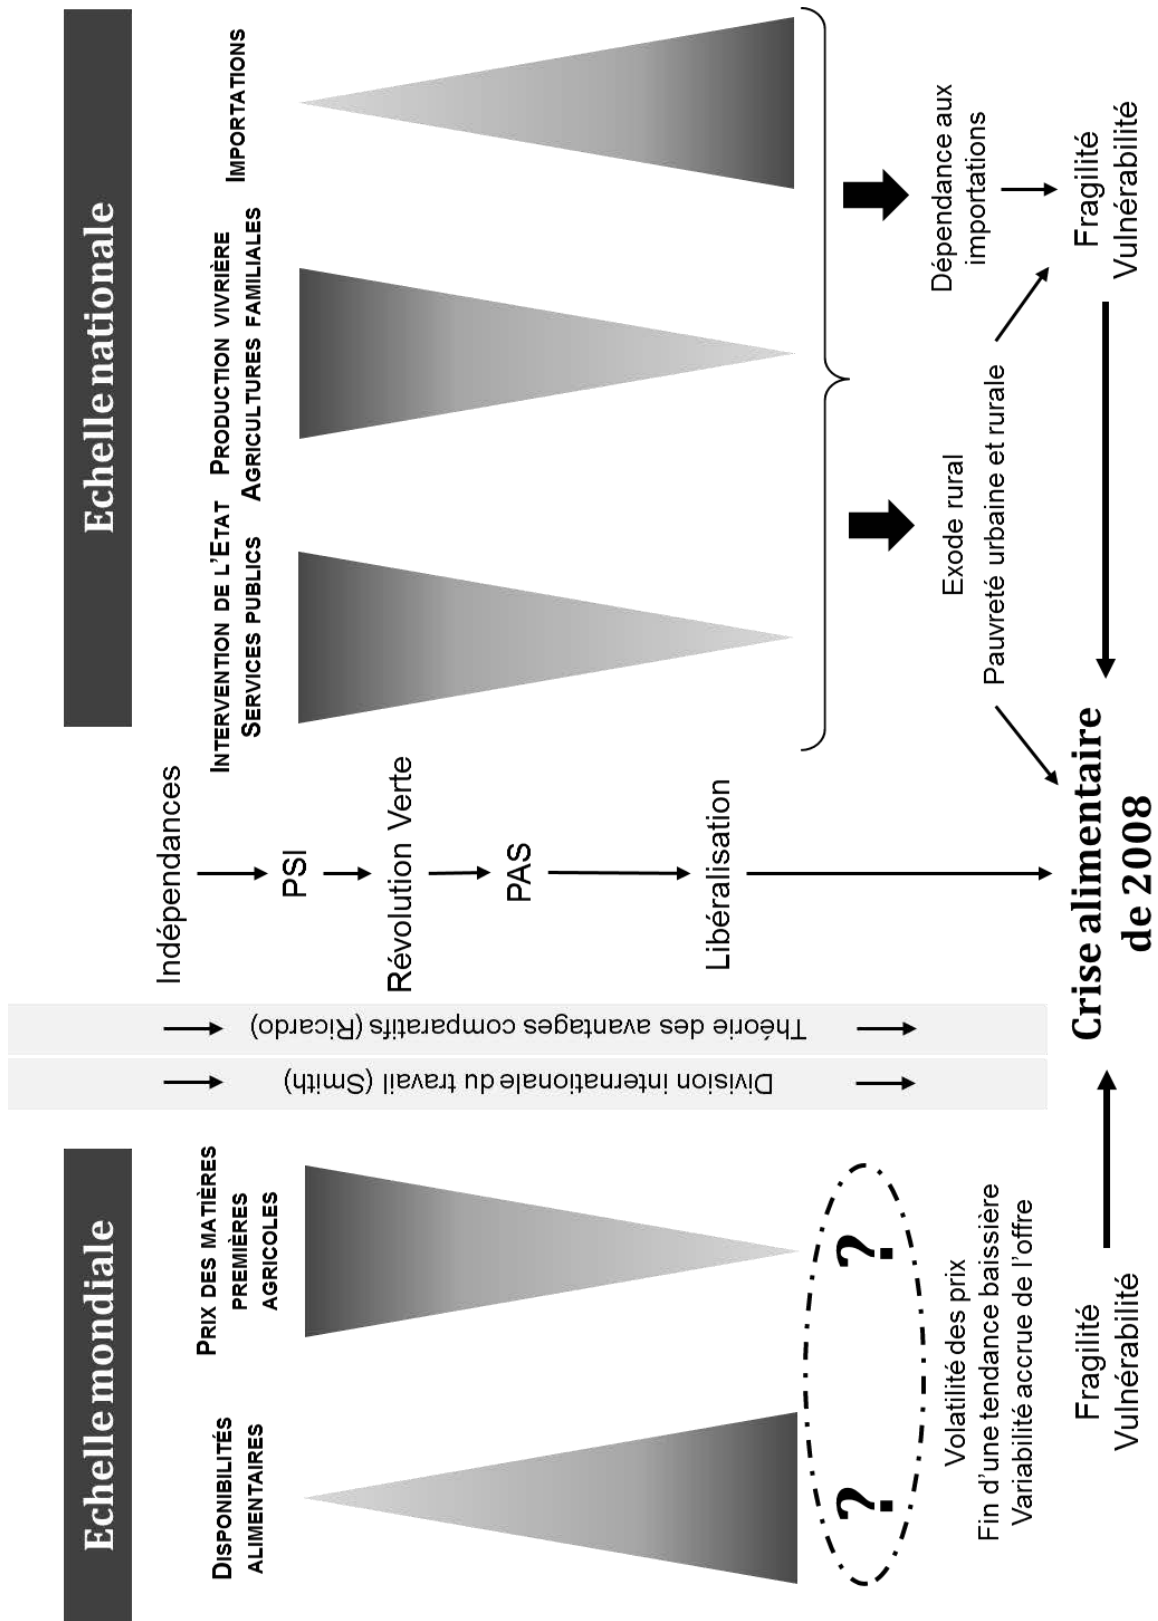 Echelle mondiale
Echelle nationale
DISPONIBILITÉS
ALIMENTAIRES
PRIX DES MATIÈRES
PREMIÈRES
AGRICOLES
Division internationale du travail (Smith)
Théorie des avantages comparatifs (Ricardo)
Indépendances
PSI
Révolution Verte
PAS
Libéralisation
INTERVENTION DE L'ETAT
SERVICES PUBLICS
PRODUCTION VIVRIÈRE
AGRICULTURES FAMILIALES
IMPORTATIONS
?
?
Volatilité des prix
Fin d'une tendance baissière
Variabilité accrue de l'offre
Exode rural
Pauvreté urbaine et rurale
Dépendance aux
importations
Fragilité
Vulnérabilité
Crise alimentaire
de 2008
Fragilité
Vulnérabilité